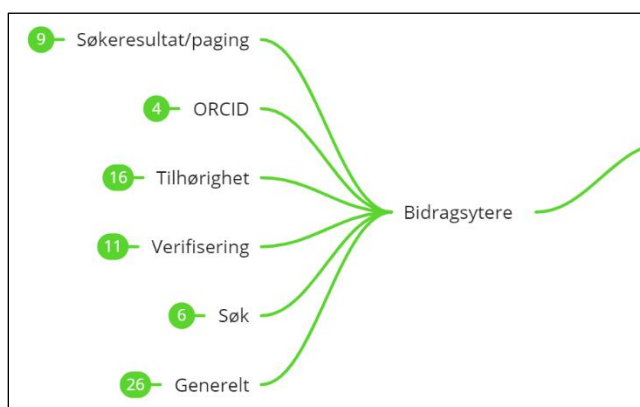 9 Søkeresultat/paging
4 ORCID
16 Tilhørighet
Bidragsytere
11 Verifisering
6 Søk
26 Generelt